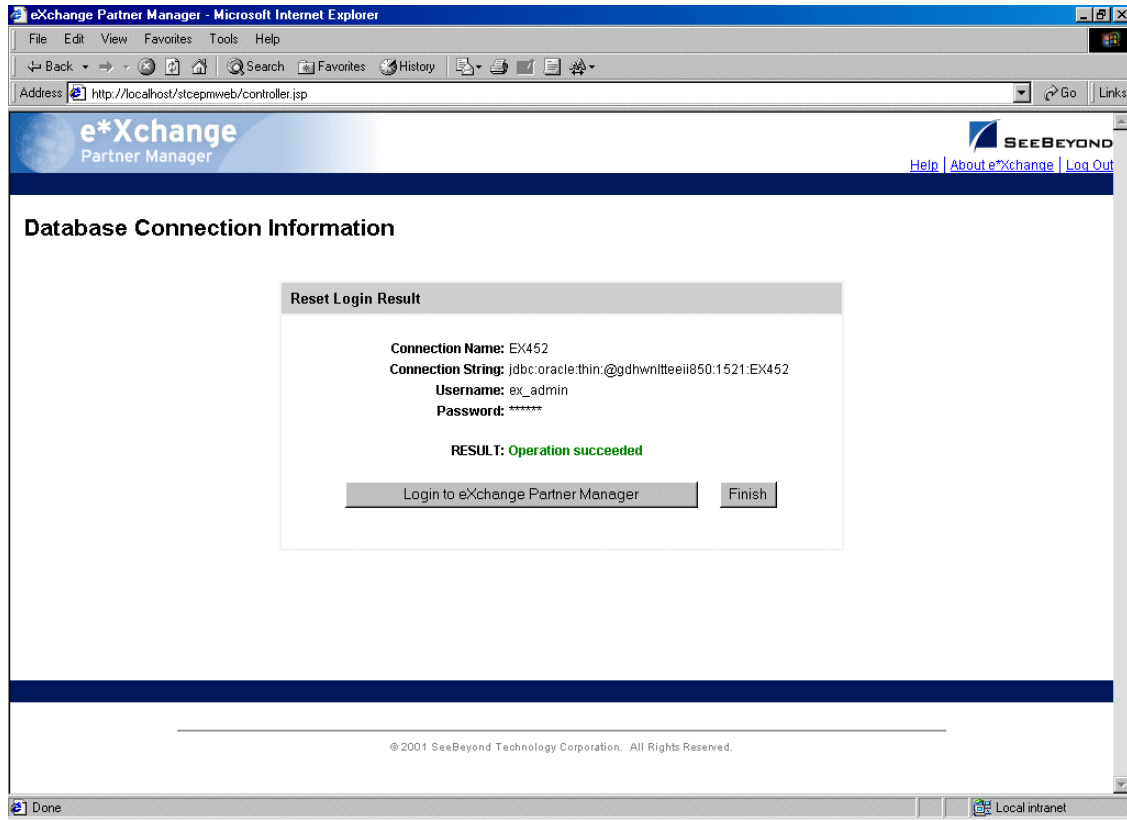 eXchange Partner Manager - Microsoft Internet Explorer
File Edit View Favorites Tools Help
Back Search Favorites History
Address http://localhost/stcepmweb/controller.jsp Go Links
e*Xchange
Partner Manager
SEEBEYOND
Help | About e*Xchange | Log Out
Database Connection Information
Reset Login Result
Connection Name: EX452
Connection String: jdbc:oracle:thin:@gdhwnltteeii850:1521:EX452
Username: ex_admin
Password: ******
RESULT: Operation succeeded
Login to eXchange Partner Manager Finish
© 2001 SeeBeyond Technology Corporation. All Rights Reserved.
Done Local intranet